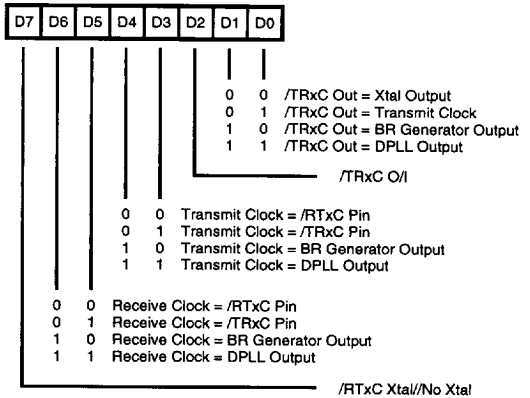 D7 D6 D5 D4 D3 D2 D1 D0
0 0 /TRxC Out = Xtal Output
0 1 /TRxC Out = Transmit Clock
1 0 /TRxC Out = BR Generator Output
1 1 /TRxC Out = DPLL Output
/TRxC O/I
0 0 Transmit Clock = /RTxC Pin
0 1 Transmit Clock = /TRxC Pin
1 0 Transmit Clock = BR Generator Output
1 1 Transmit Clock = DPLL Output
0 0 Receive Clock = /RTxC Pin
0 1 Receive Clock = /TRxC Pin
1 0 Receive Clock = BR Generator Output
1 1 Receive Clock = DPLL Output
/RTxC Xtal//No Xtal